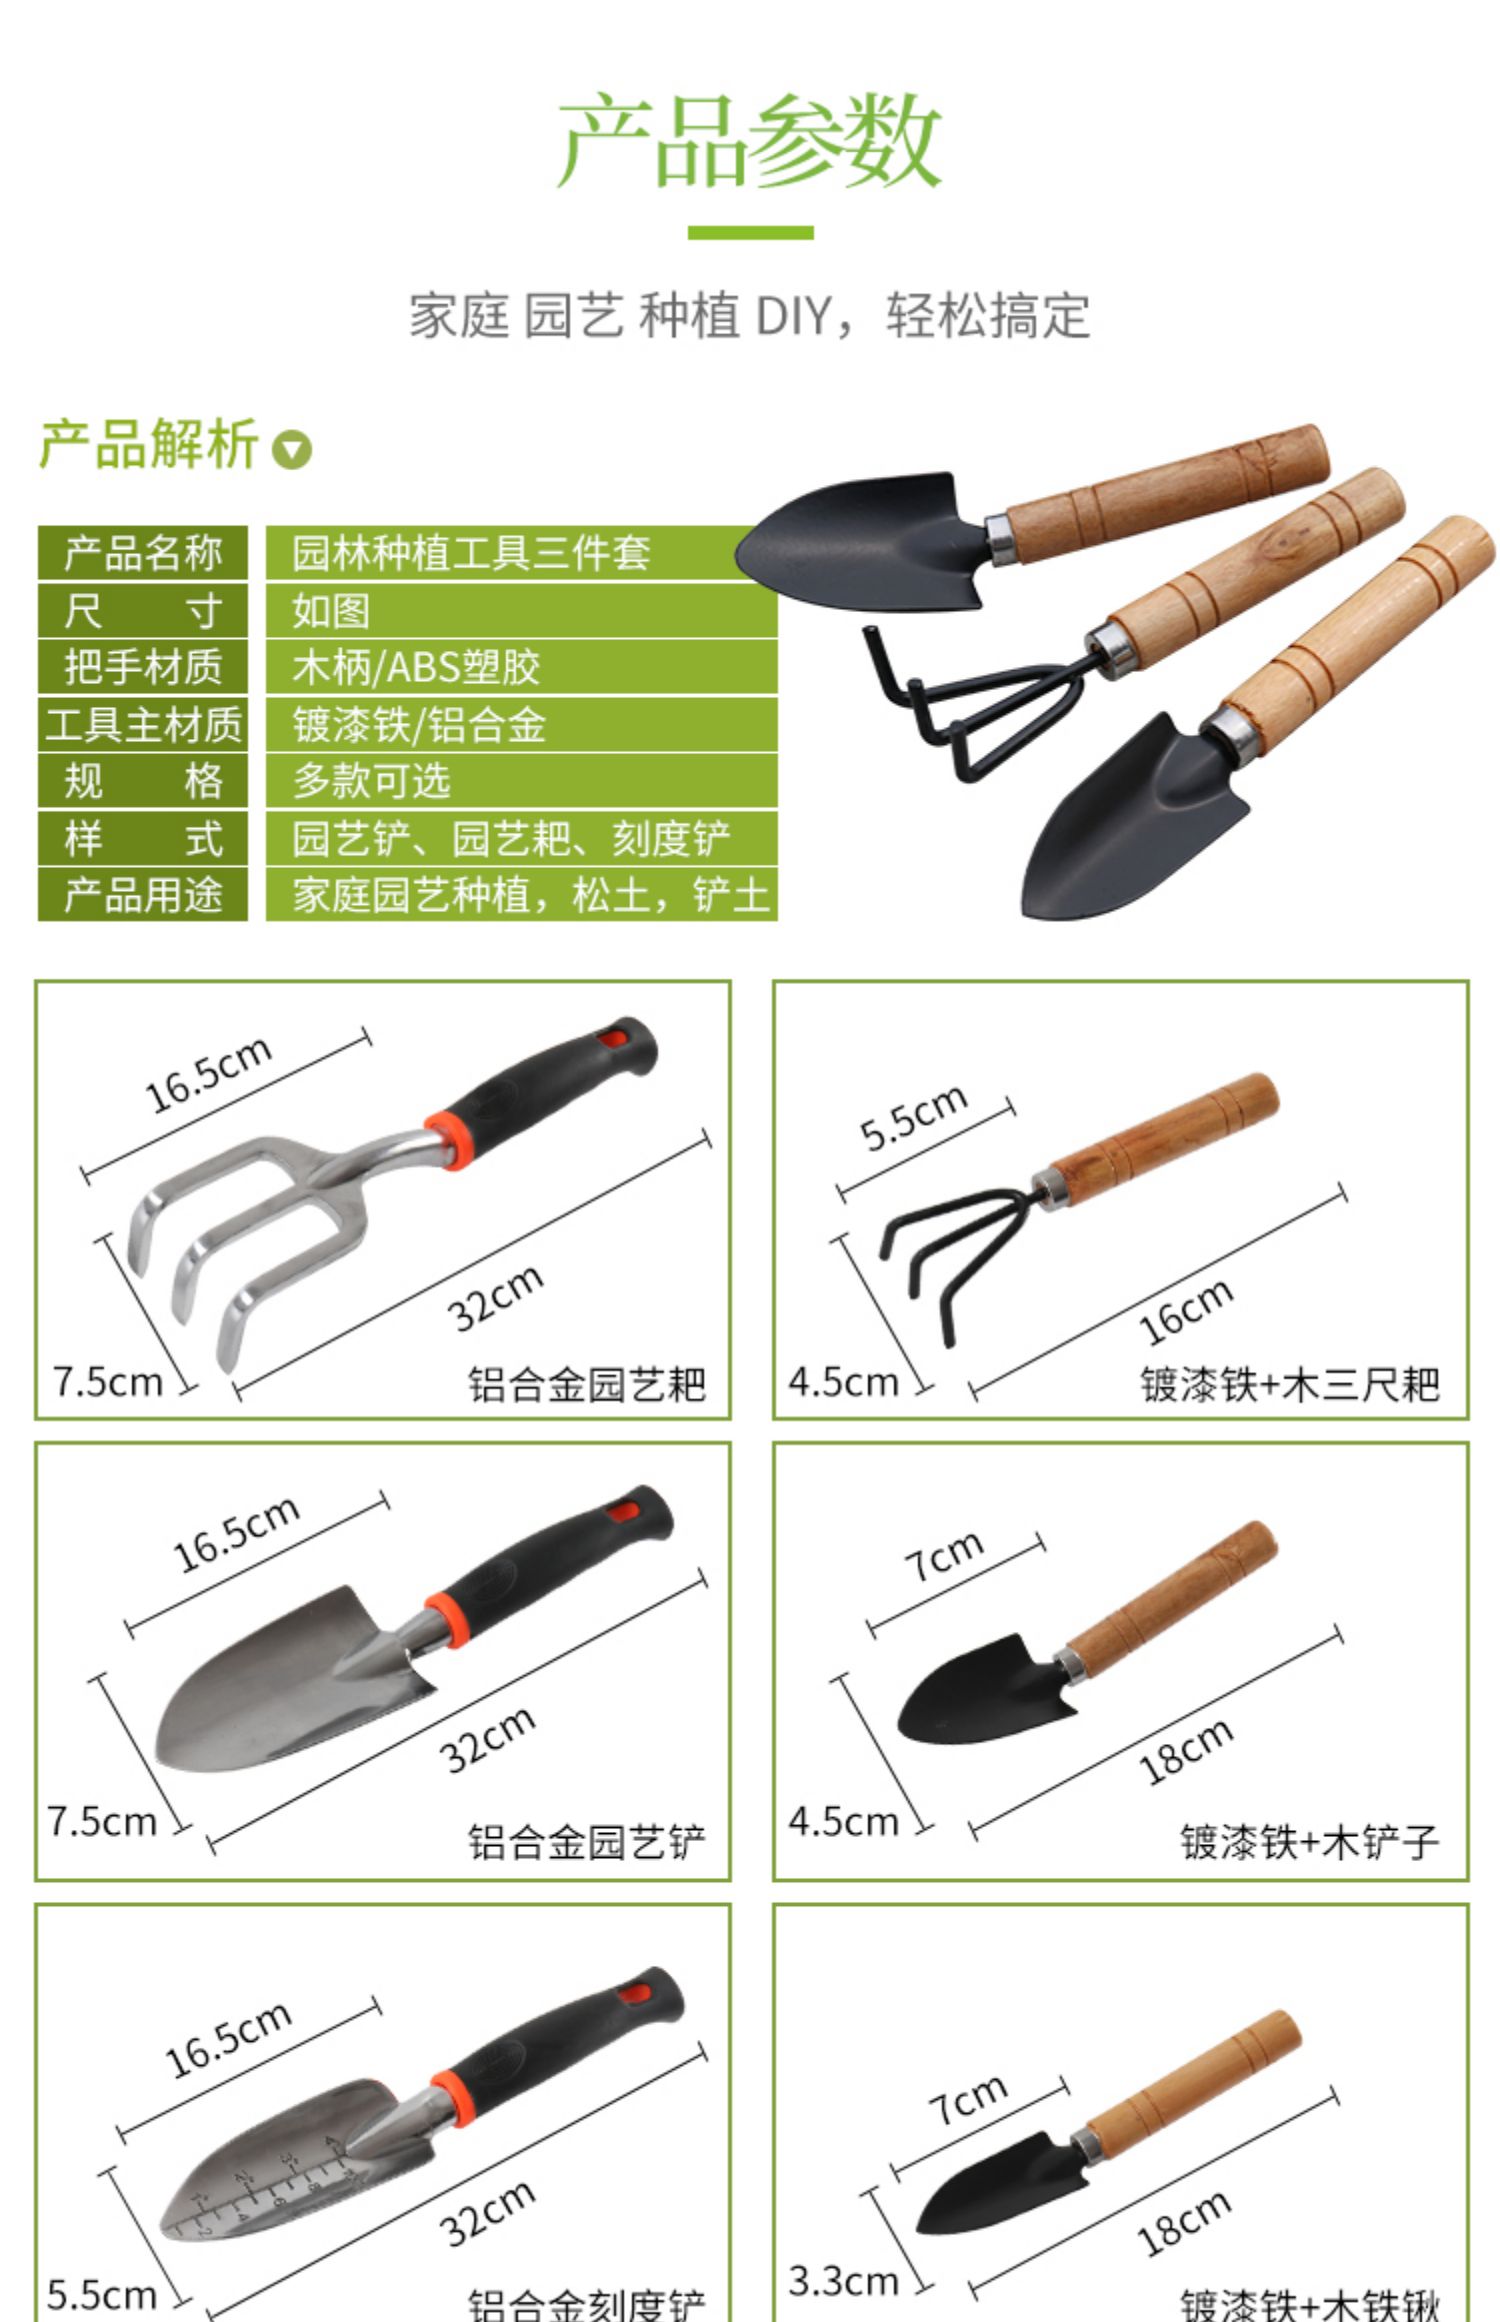 产品参数
家庭 园艺 种植 DIY，轻松搞定
产品解析
产品名称 园林种植工具三件套
尺 寸 如图
把手材质 木柄/ABS塑胶
工具主材质 镀漆铁/铝合金
规 格 多款可选
样 式 园艺铲、园艺耙、刻度铲
产品用途 家庭园艺种植，松土，铲土
16.5cm
32cm
7.5cm
铝合金园艺耙
5.5cm
16cm
4.5cm
镀漆铁+木三尺耙
16.5cm
32cm
7.5cm
铝合金园艺铲
7cm
18cm
4.5cm
镀漆铁+木铲子
16.5cm
32cm
5.5cm
铝合金刻度铲
7cm
18cm
3.3cm
镀漆铁+木铁锹